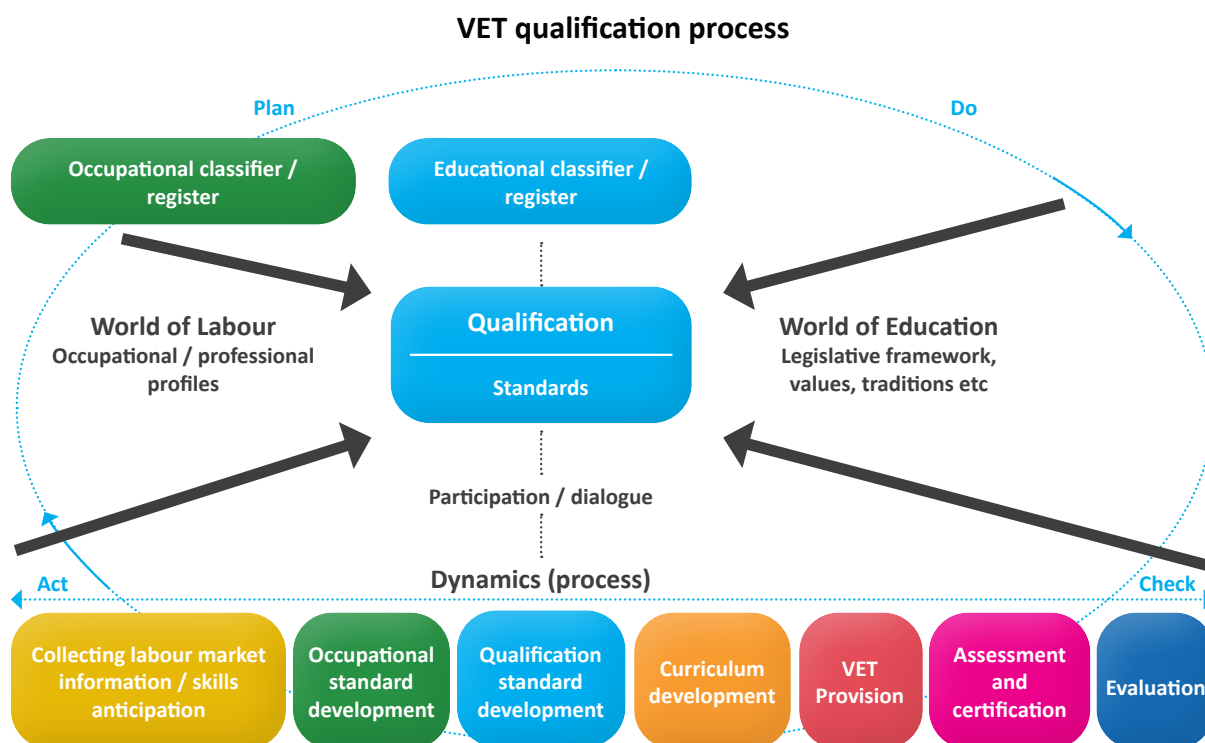 VET qualification process
Plan
Do
Occupational classifier /
register
Educational classifier /
register
Qualification
Standards
World of Labour
Occupational / professional
profiles
World of Education
Legislative framework,
values, traditions etc
Participation / dialogue
Dynamics (process)
Act
Check
Collecting labour market
information / skills
anticipation
Occupational
standard
development
Qualification
standard
development
Curriculum
development
VET
Provision
Assessment
and
certification
Evaluation